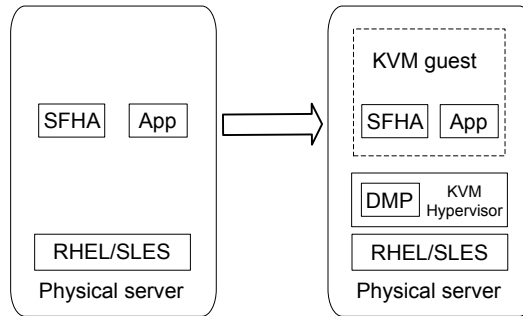 SFHA
App
RHEL/SLES
Physical server
KVM guest
SFHA
App
DMP
KVM
Hypervisor
RHEL/SLES
Physical server